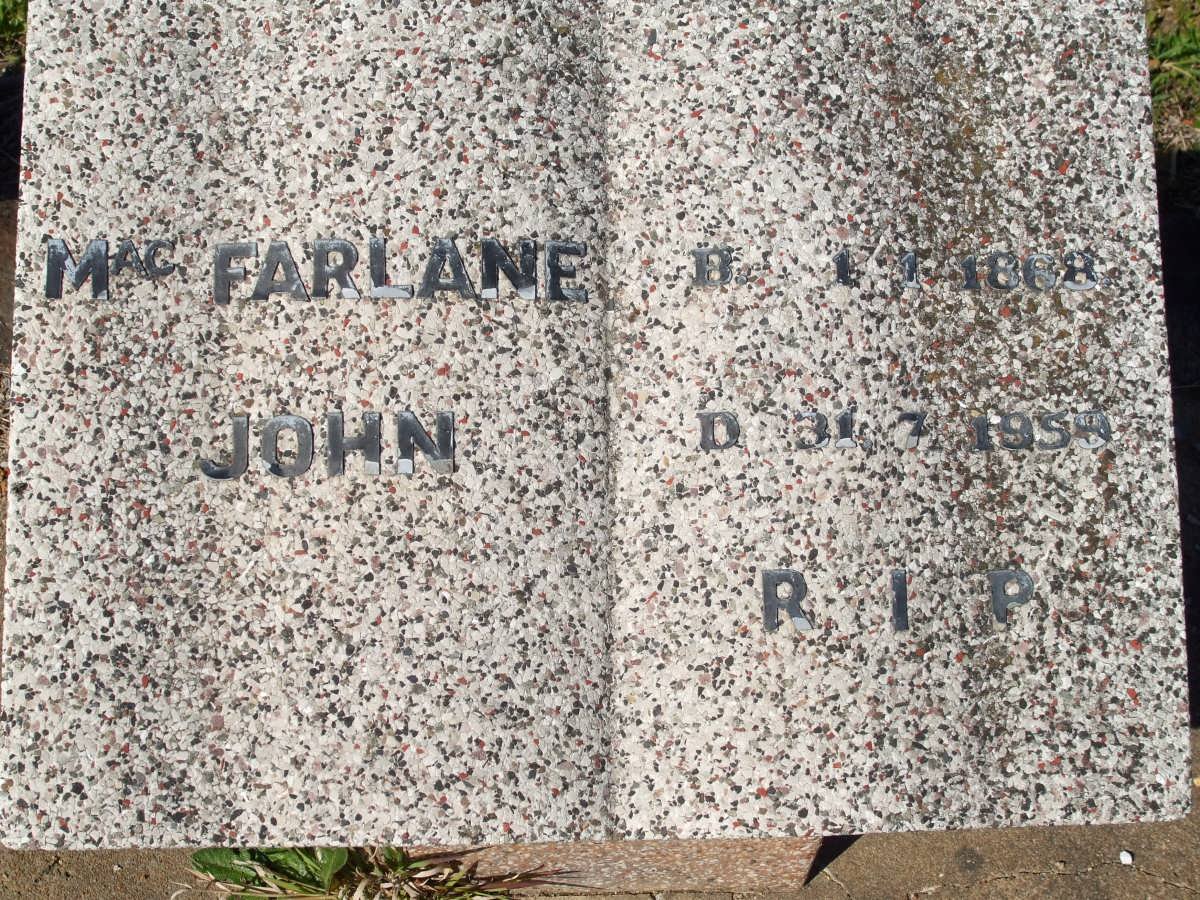 MAC FARLANE
JOHN
B. 1 1. 1868.
D 31. 7 1959
R I P